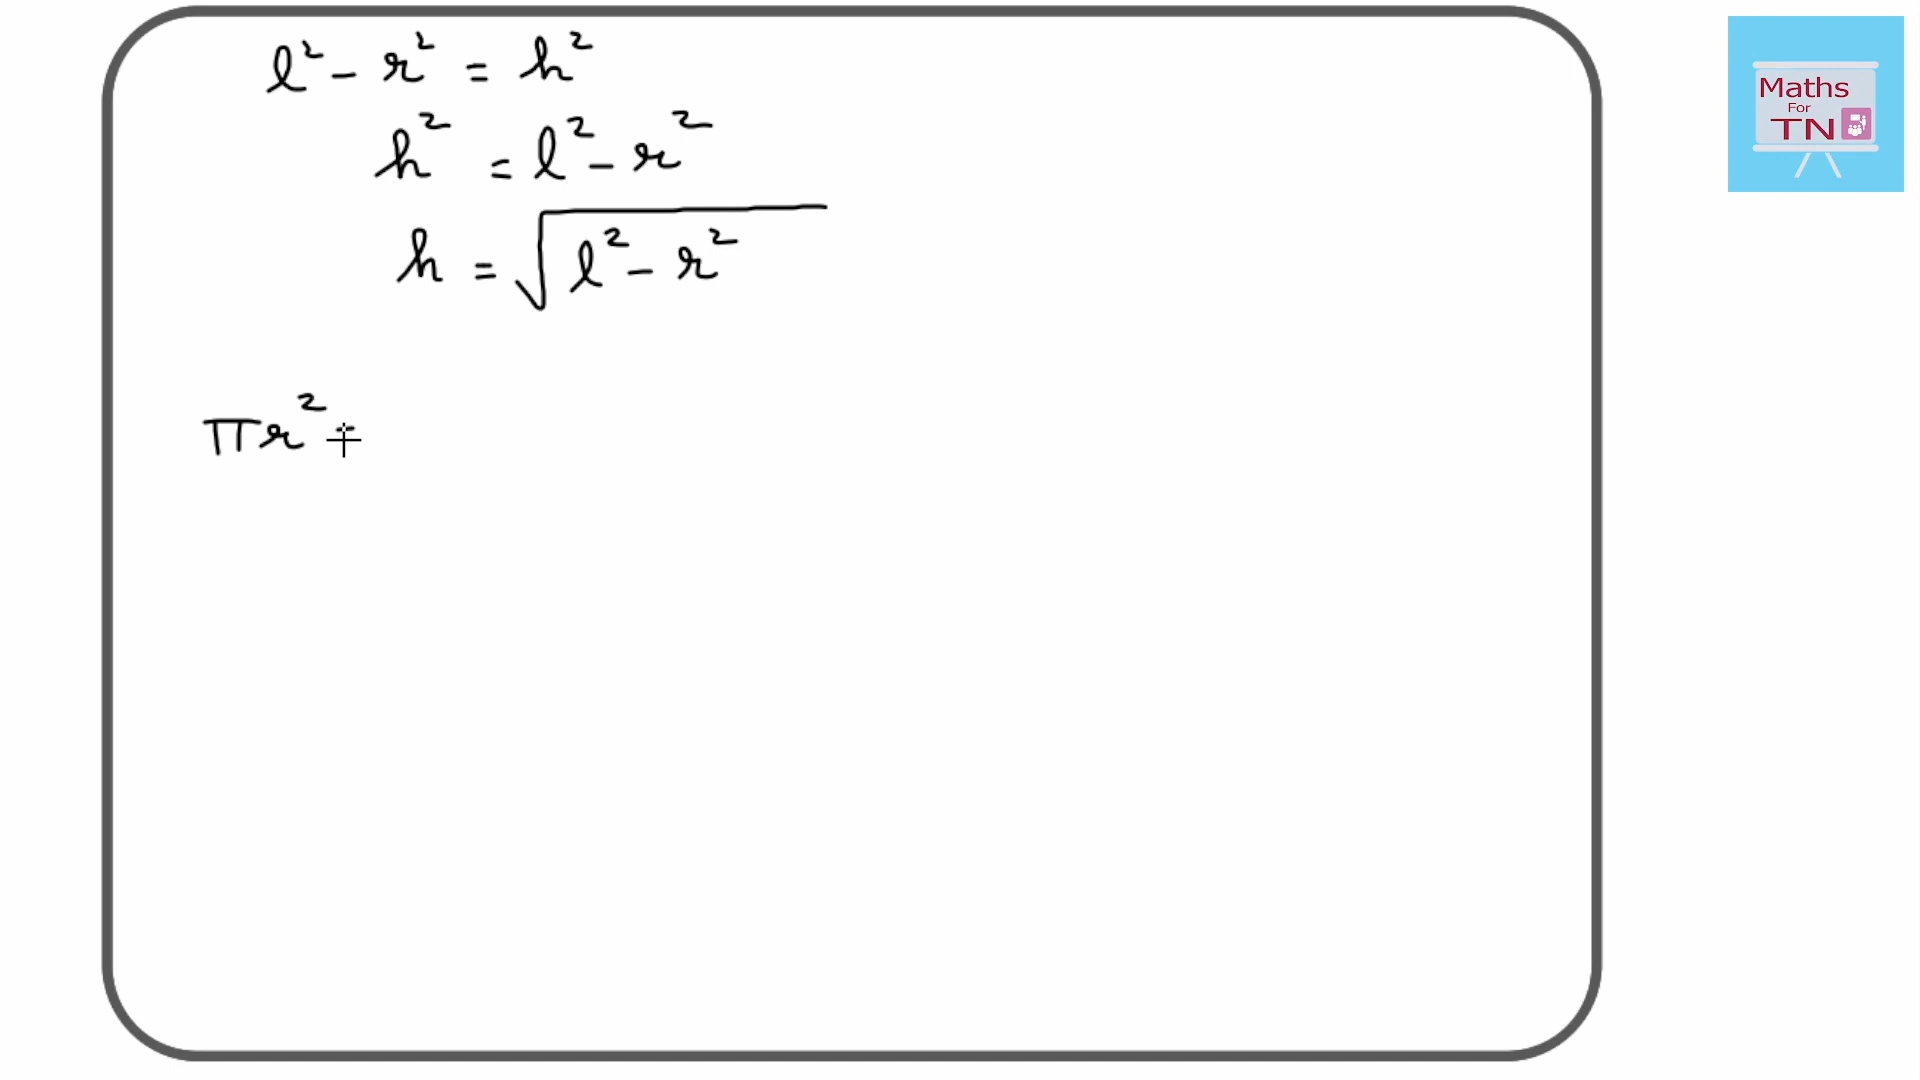 l² - r² = h²
h² = l² - r²
h = √(l² - r²)
πr²
Maths
For
TN